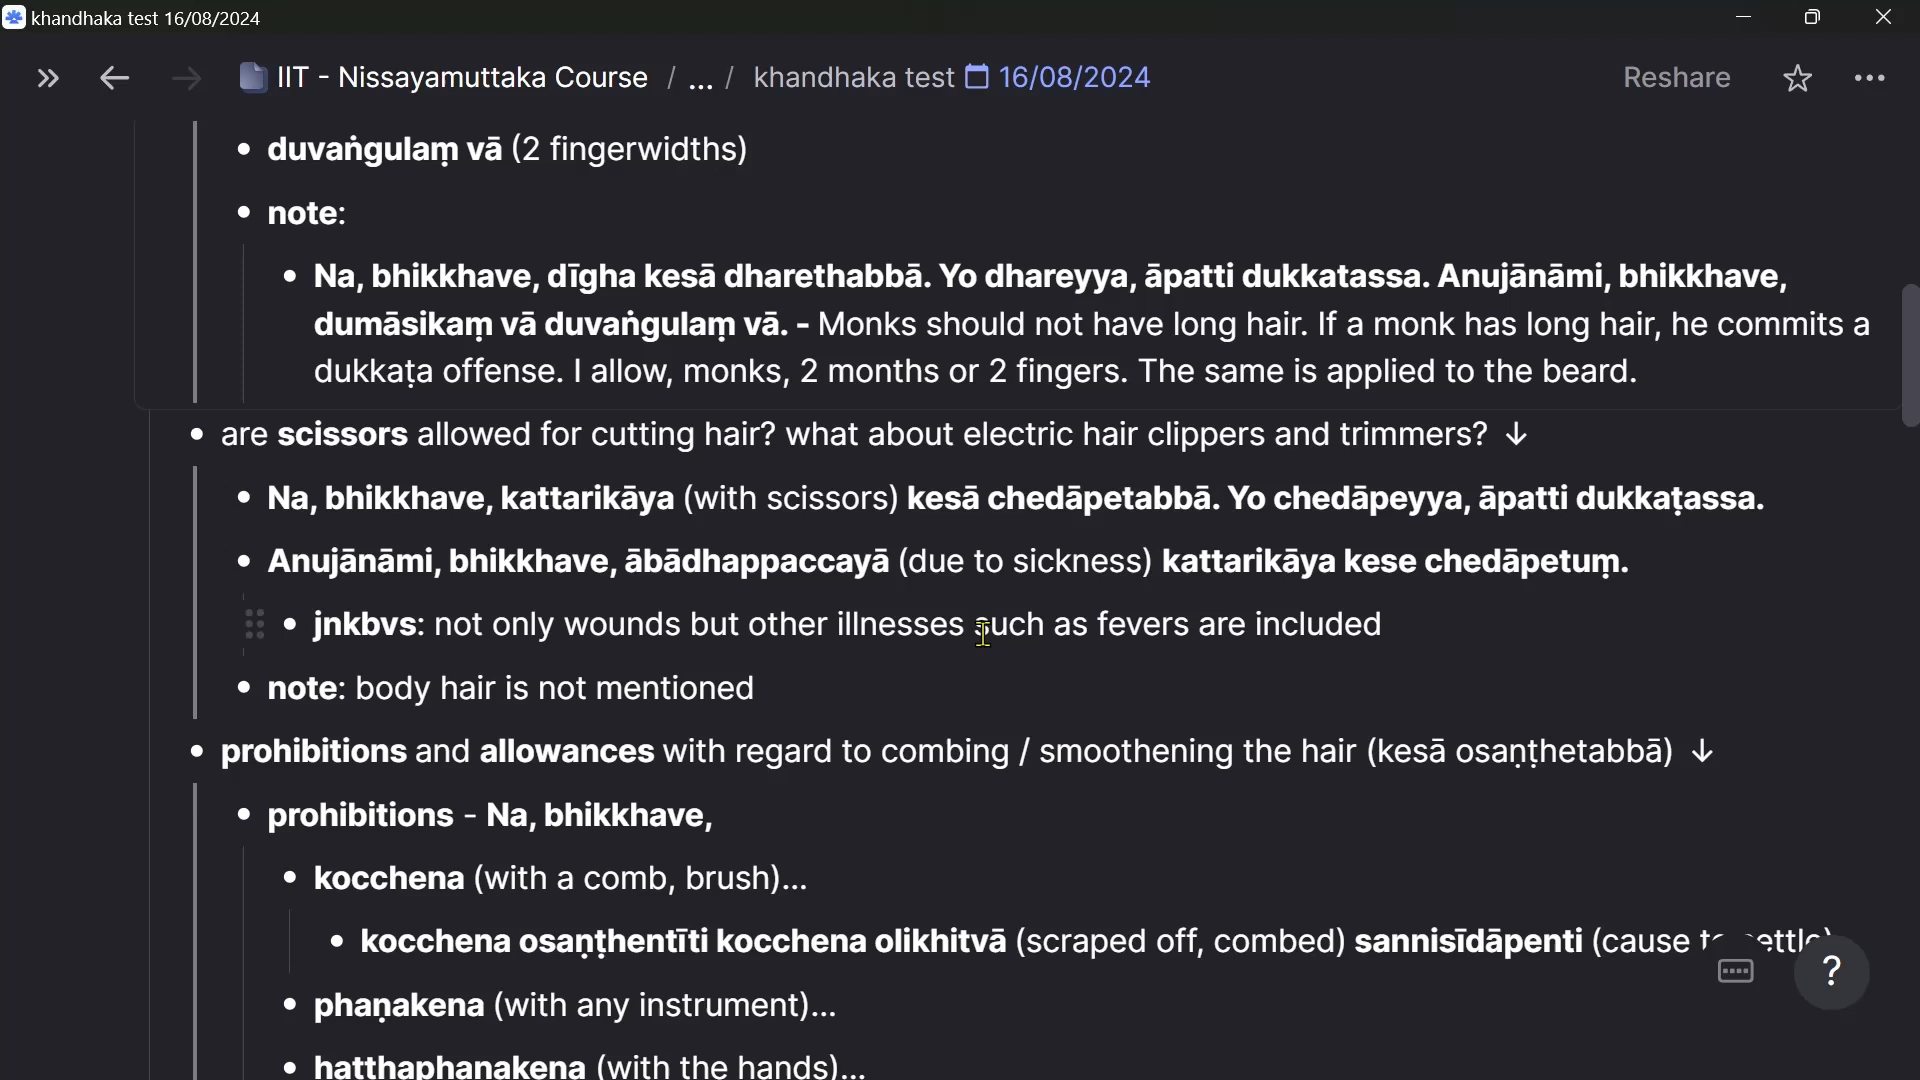 khandhaka test 16/08/2024
IIT - Nissayamuttaka Course / ... / khandhaka test 16/08/2024 Reshare
• duvaṅgulaṃ vā (2 fingerwidths)
• note:
• Na, bhikkhave, dīgha kesā dharethabbā. Yo dhareyya, āpatti dukkatassa. Anujānāmi, bhikkhave,
dumāsikaṃ vā duvaṅgulaṃ vā. - Monks should not have long hair. If a monk has long hair, he commits a
dukkaṭa offense. I allow, monks, 2 months or 2 fingers. The same is applied to the beard.
• are scissors allowed for cutting hair? what about electric hair clippers and trimmers? ↓
• Na, bhikkhave, kattarikāya (with scissors) kesā chedāpetabbā. Yo chedāpeyya, āpatti dukkaṭassa.
• Anujānāmi, bhikkhave, ābādhappaccayā (due to sickness) kattarikāya kese chedāpetuṃ.
• jnkbvs: not only wounds but other illnesses such as fevers are included
• note: body hair is not mentioned
• prohibitions and allowances with regard to combing / smoothening the hair (kesā osaṇṭhetabbā) ↓
• prohibitions - Na, bhikkhave,
• kocchena (with a comb, brush)...
• kocchena osaṇṭhentīti kocchena olikhitvā (scraped off, combed) sannisīdāpenti (cause to settle)
?
• phaṇakena (with any instrument)...
• hatthaphaṇakena (with the hands)...